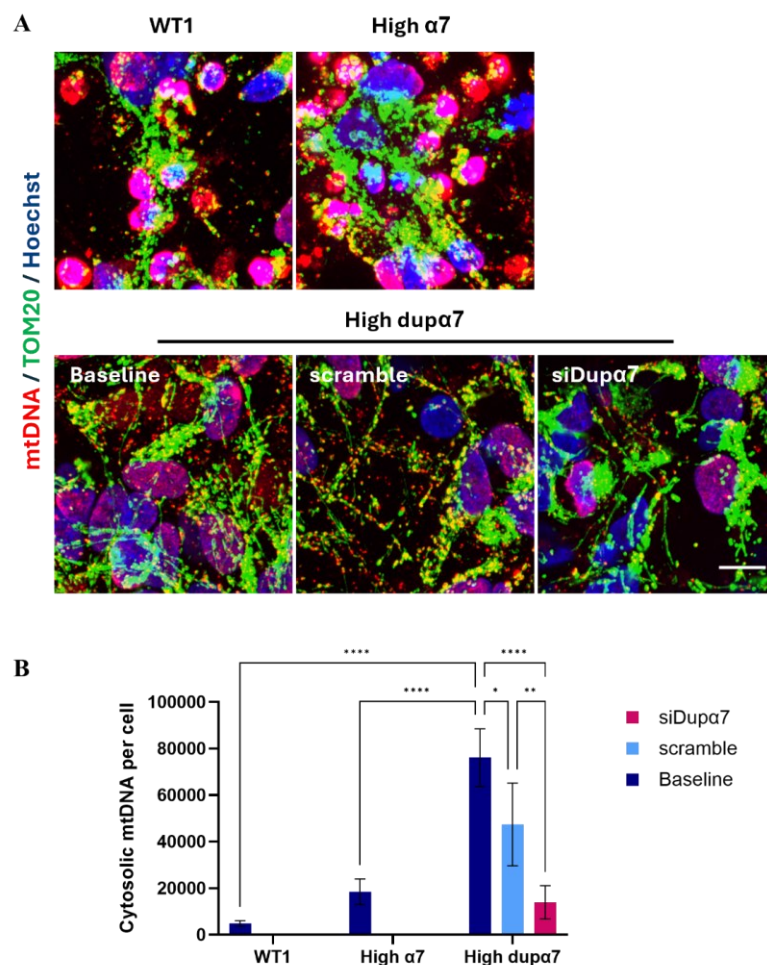 A
WT1
High α7
mtDNA / TOM20 / Hoechst
High dupα7
Baseline
scramble
siDupα7
B
****
****
****
*
**
Cytosolic mtDNA per cell
100000
80000
60000
40000
20000
0
WT1
High α7
High dupα7
siDupα7
scramble
Baseline